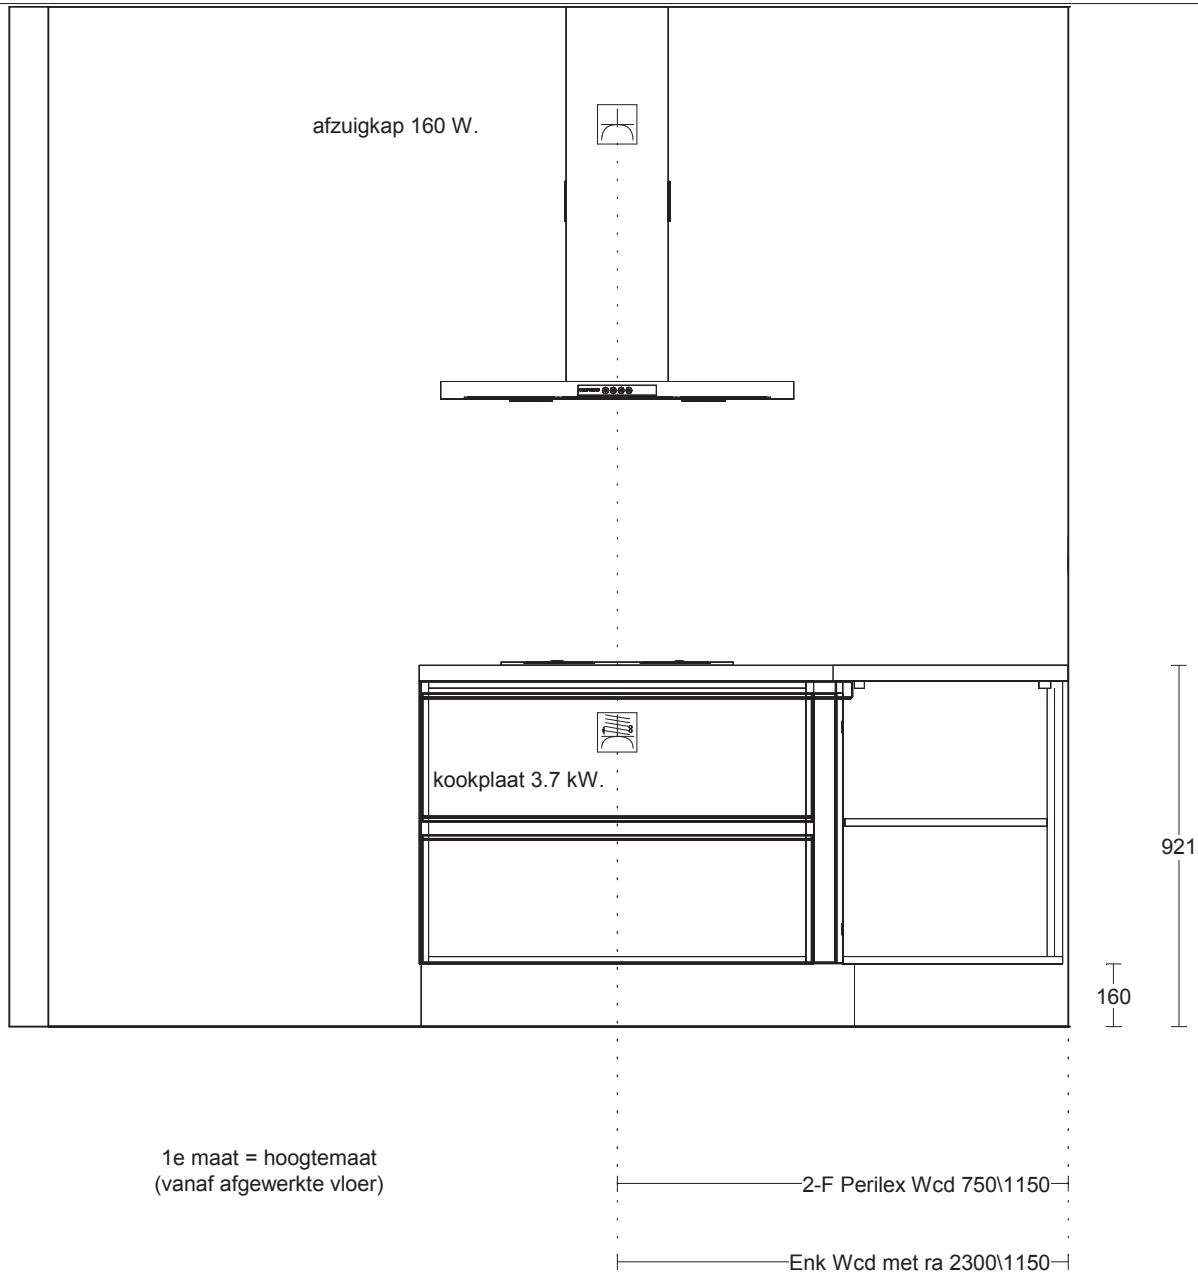 afzuigkap 160 W.
kookplaat 3.7 kW.
921
160
1e maat = hoogtemaat
(vanaf afgewerkte vloer)
2-F Perilex Wcd 750\1150
Enk Wcd met ra 2300\1150